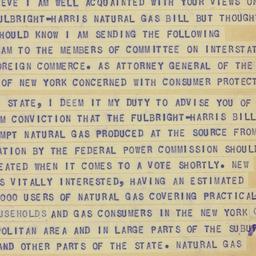 EVE I AM WELL ACQUAINTED WITH YOUR VIEWS O
ULBRIGHT-HARRIS NATURAL GAS BILL BUT THOUGHT
SHOULD KNOW I AM SENDING THE FOLLOWING
AM TO THE MEMBERS OF COMMITTEE ON INTERSTAT
OREIGN COMMERCE. AS ATTORNEY GENERAL OF THE
OF NEW YORK CONCERNED WITH CONSUMER PROTECT
STATE, I DEEM IT MY DUTY TO ADVISE YOU OF
M CONVICTION THAT THE FULBRIGHT-HARRIS BILL
MPT NATURAL GAS PRODUCED AT THE SOURCE FROM
ATION BY THE FEDERAL POWER COMMISSION SHOULD
EATED WHEN IT COMES TO A VOTE SHORTLY. NEW
S VITALLY INTERESTED, HAVING AN ESTIMATED
000 USERS OF NATURAL GAS COVERING PRACTICAL
USEHOLDS AND GAS CONSUMERS IN THE NEW YORK C
POLITAN AREA AND IN LARGE PARTS OF THE SUBU
AND OTHER PARTS OF THE STATE. NATURAL GAS